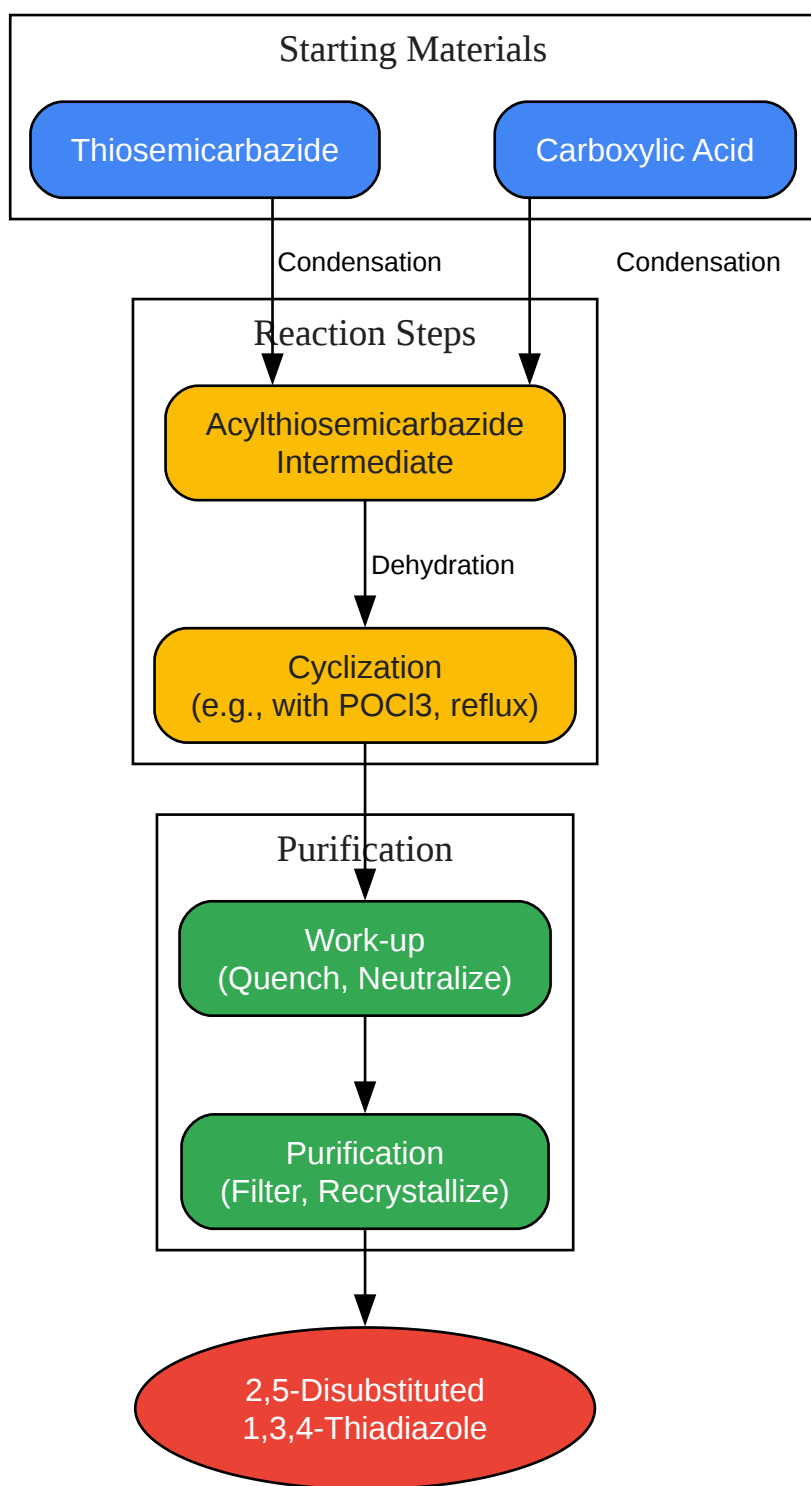 Starting Materials
Thiosemicarbazide
Carboxylic Acid
Condensation
Condensation
Reaction Steps
Acylthiosemicarbazide
Intermediate
Dehydration
Cyclization
(e.g., with POCl3, reflux)
Purification
Work-up
(Quench, Neutralize)
Purification
(Filter, Recrystallize)
2,5-Disubstituted
1,3,4-Thiadiazole